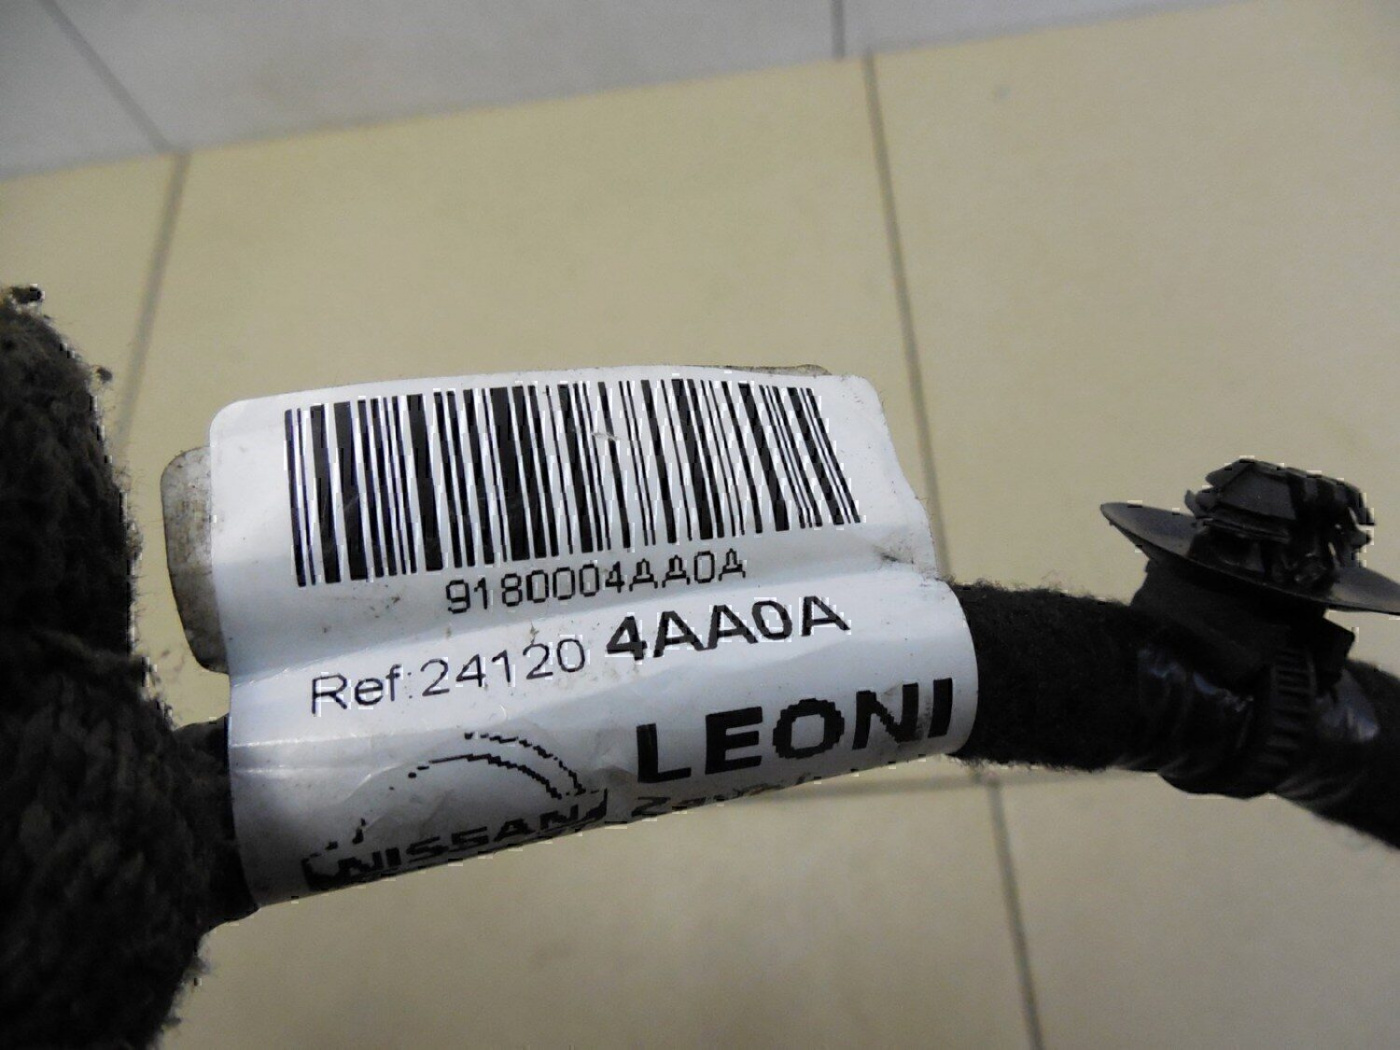 9180004AA0A
Ref:24120 4AA0A
LEONI
NISSAN